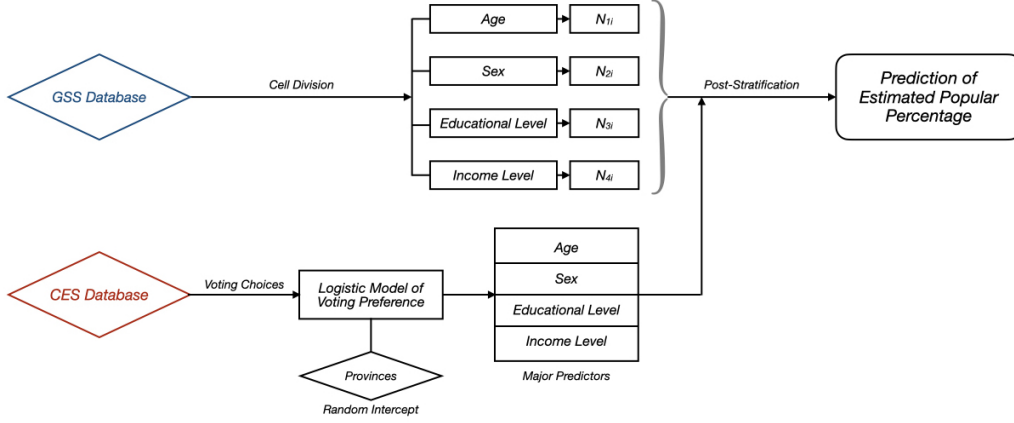 GSS Database
Cell Division
Age
N1i
Sex
N2i
Educational Level
N3i
Income Level
N4i
Post-Stratification
Prediction of
Estimated Popular
Percentage
CES Database
Voting Choices
Logistic Model of
Voting Preference
Provinces
Random Intercept
Age
Sex
Educational Level
Income Level
Major Predictors